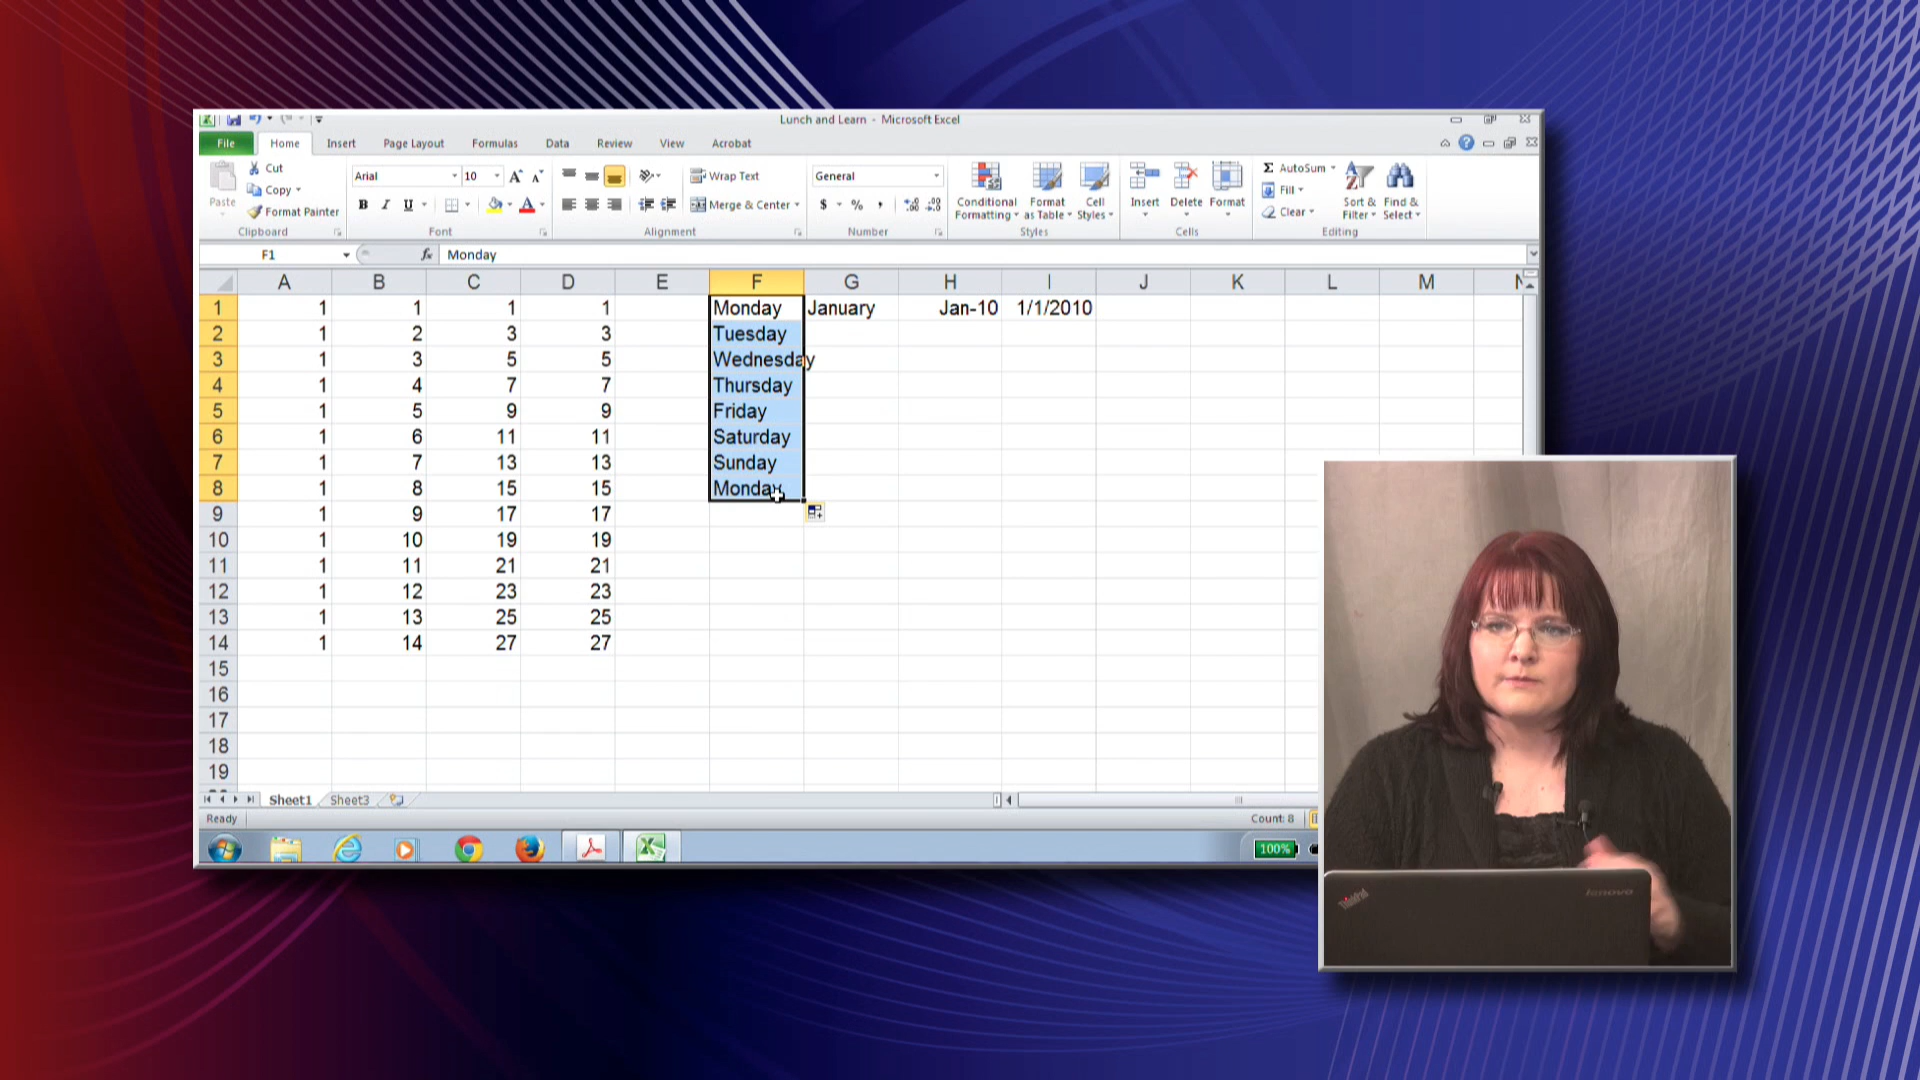 Lunch and Learn - Microsoft Excel
File Home Insert Page Layout Formulas Data Review View Acrobat
Cut
Copy
Format Painter
Paste
Clipboard
Arial 10
B I U
Font
Wrap Text
Merge & Center
Alignment
General
$ % ,
Number
Conditional Formatting
Format as Table
Cell Styles
Styles
Insert Delete Format
Cells
AutoSum
Fill
Clear
Sort & Filter
Find & Select
Editing
F1 fx Monday
A B C D E F G H I J K L M N
1 1 1 1 1 Monday January Jan-10 1/1/2010
2 1 2 3 3 Tuesday
3 1 3 5 5 Wednesday
4 1 4 7 7 Thursday
5 1 5 9 9 Friday
6 1 6 11 11 Saturday
7 1 7 13 13 Sunday
8 1 8 15 15 Monday
9 1 9 17 17
10 1 10 19 19
11 1 11 21 21
12 1 12 23 23
13 1 13 25 25
14 1 14 27 27
15
16
17
18
19
Sheet1 Sheet3
Ready Count: 8
100%
ThinkPad lenovo